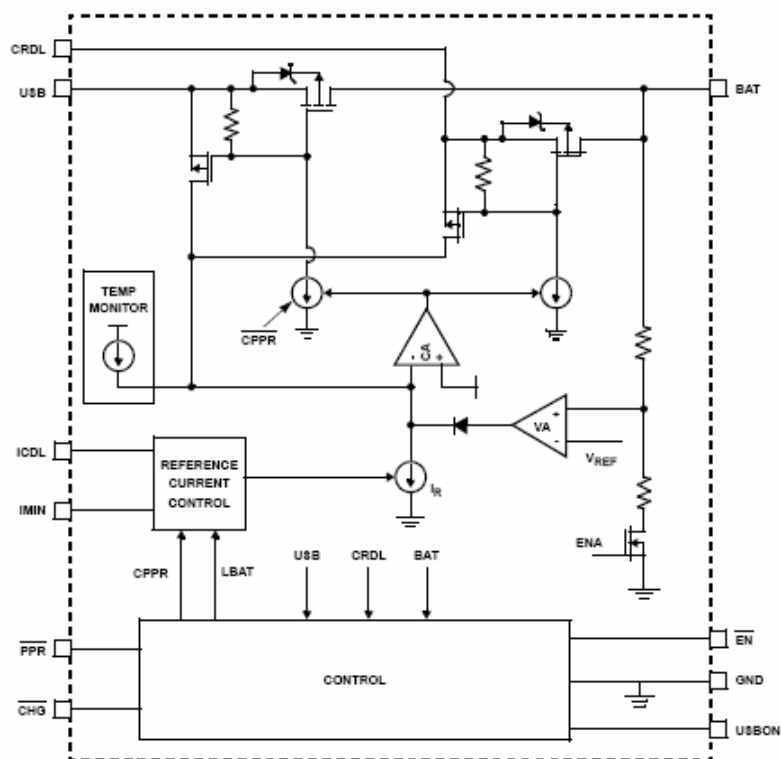 CRDL
USB
BAT
TEMP
MONITOR
CPPR
CA
- +
ICDL
REFERENCE
CURRENT
CONTROL
IR
VA
+
-
VREF
IMIN
ENA
CPPR
LBAT
USB
CRDL
BAT
PPR
CONTROL
EN
GND
CHG
USBON